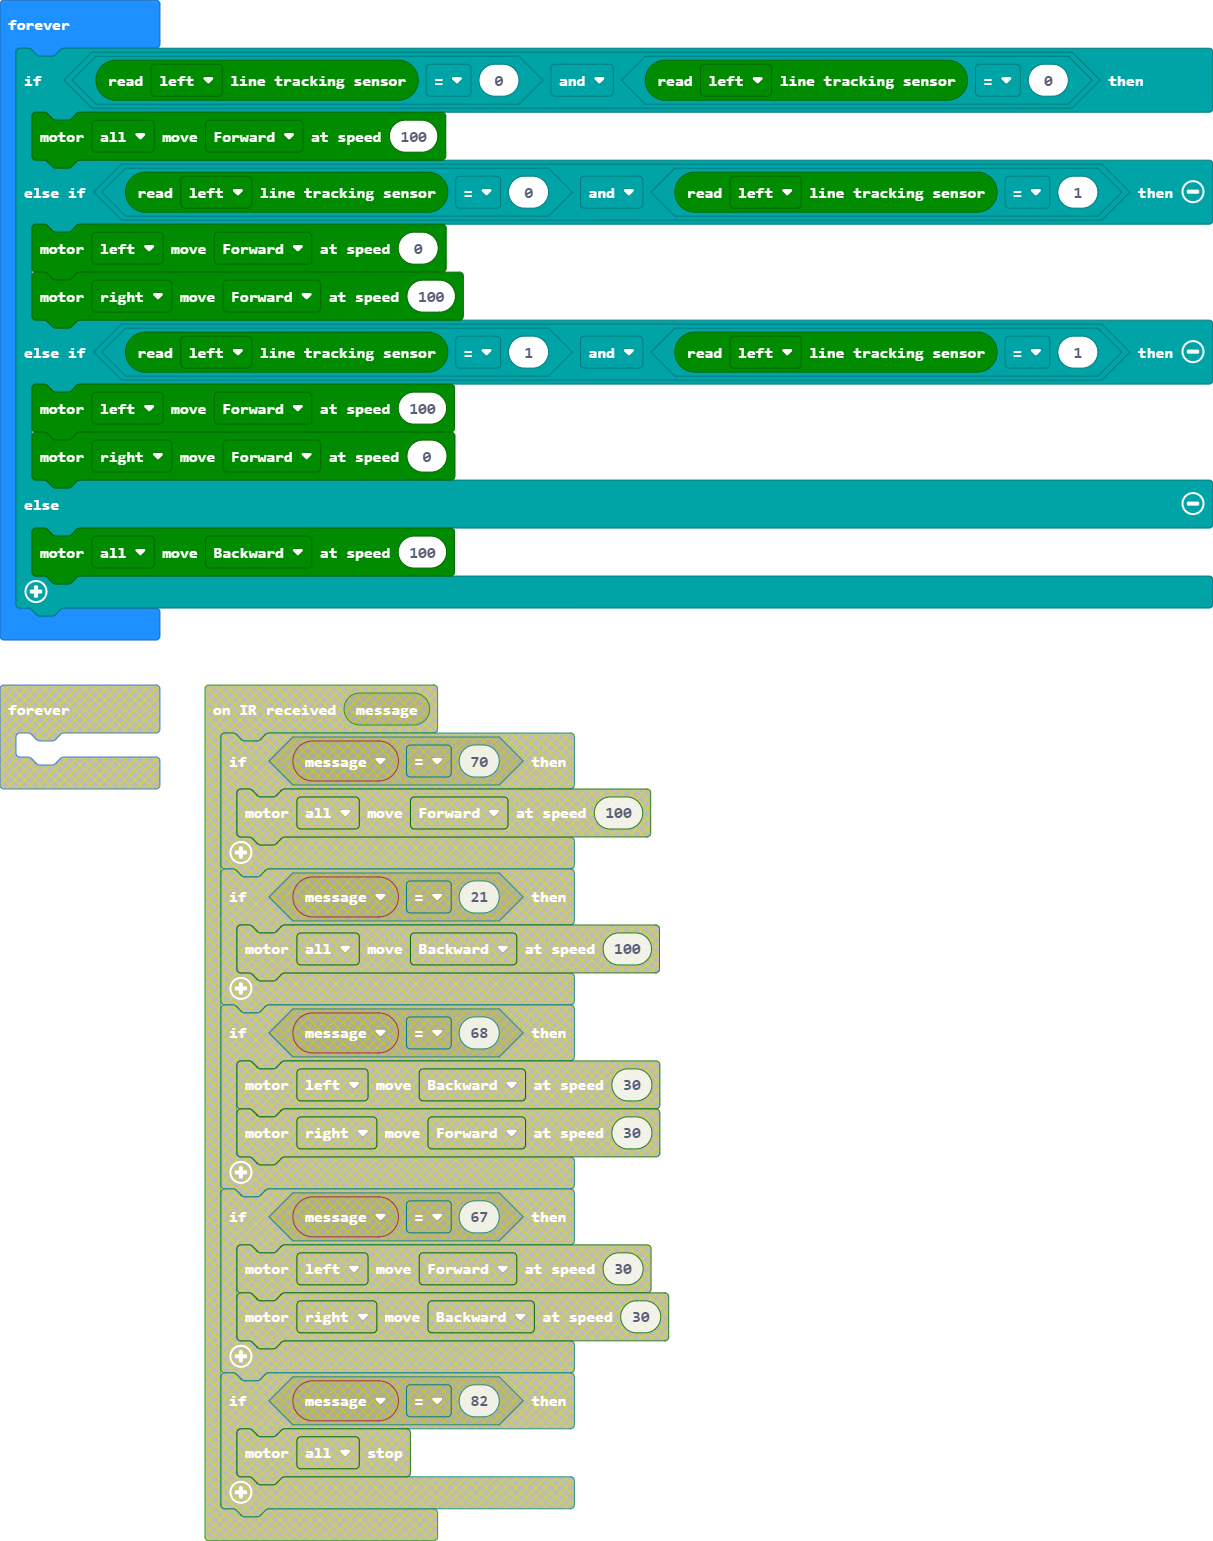 forever
if read left line tracking sensor = 0 and read left line tracking sensor = 0 then
motor all move Forward at speed 100
else if read left line tracking sensor = 0 and read left line tracking sensor = 1 then
motor left move Forward at speed 0
motor right move Forward at speed 100
else if read left line tracking sensor = 1 and read left line tracking sensor = 1 then
motor left move Forward at speed 100
motor right move Forward at speed 0
else
motor all move Backward at speed 100
forever
on IR received message
if message = 70 then
motor all move Forward at speed 100
if message = 21 then
motor all move Backward at speed 100
if message = 68 then
motor left move Backward at speed 30
motor right move Forward at speed 30
if message = 67 then
motor left move Forward at speed 30
motor right move Backward at speed 30
if message = 82 then
motor all stop